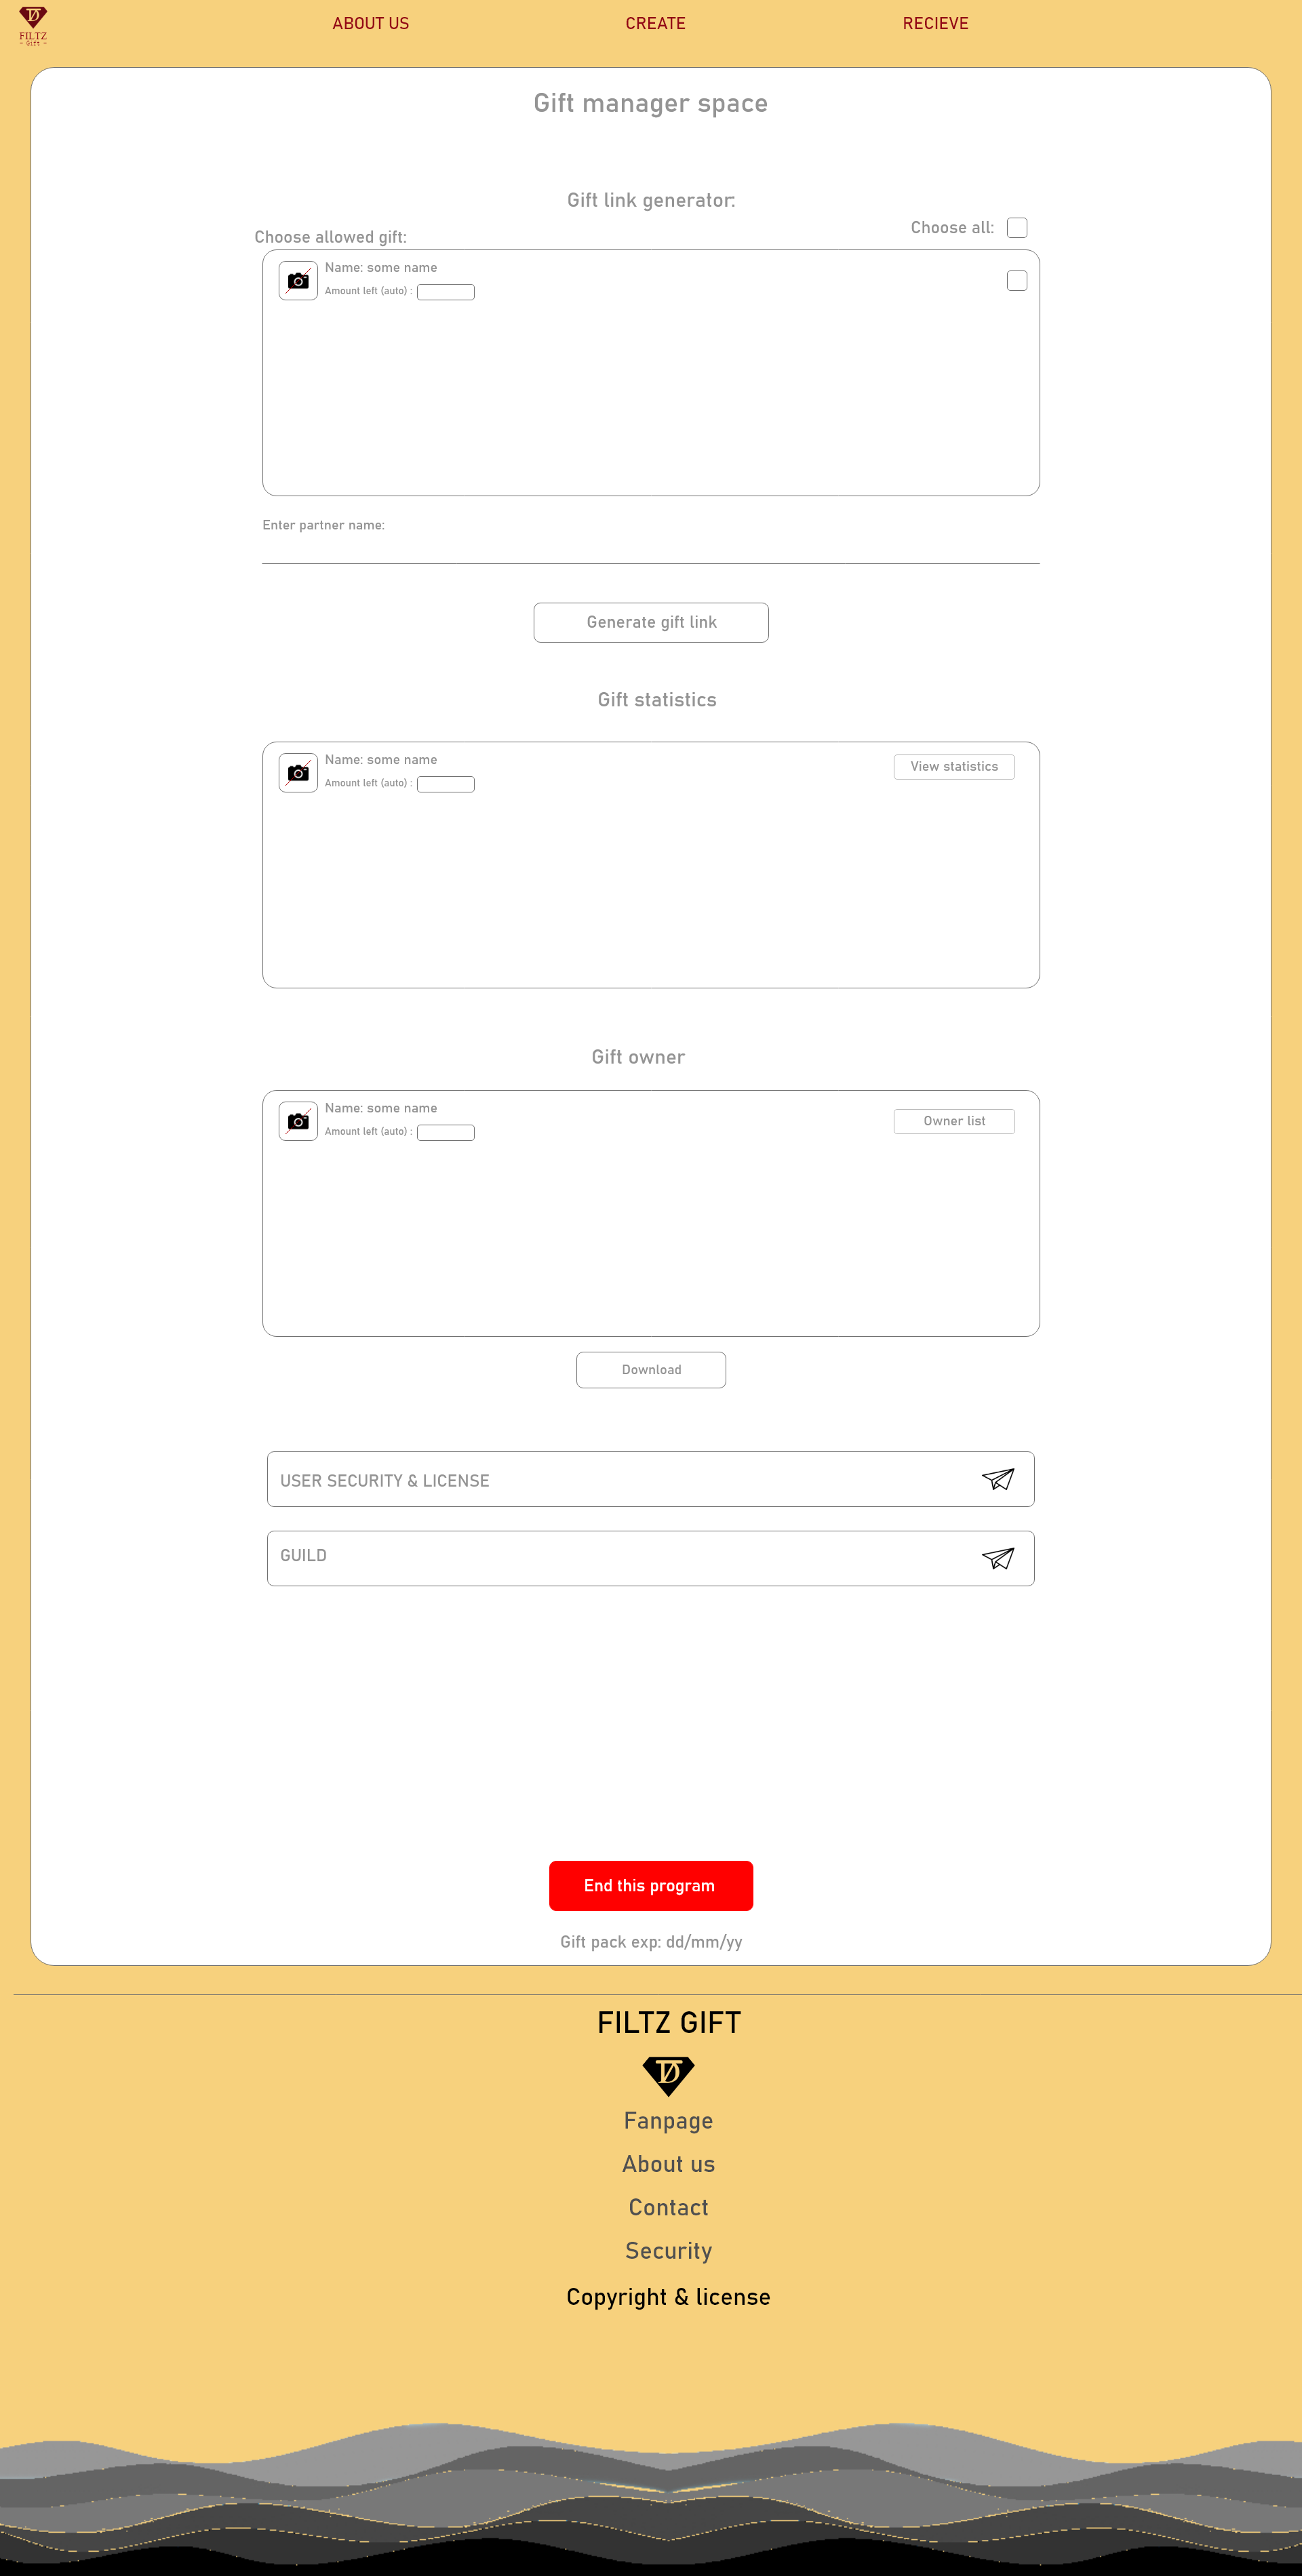 FILTZ
- Gift -
ABOUT US
CREATE
RECIEVE
Gift manager space
Gift link generator:
Choose all:
Choose allowed gift:
Name: some name
Amount left (auto) :
Enter partner name:
Generate gift link
Gift statistics
Name: some name
View statistics
Amount left (auto) :
Gift owner
Name: some name
Owner list
Amount left (auto) :
Download
USER SECURITY & LICENSE
GUILD
End this program
Gift pack exp: dd/mm/yy
FILTZ GIFT
Fanpage
About us
Contact
Security
Copyright & license